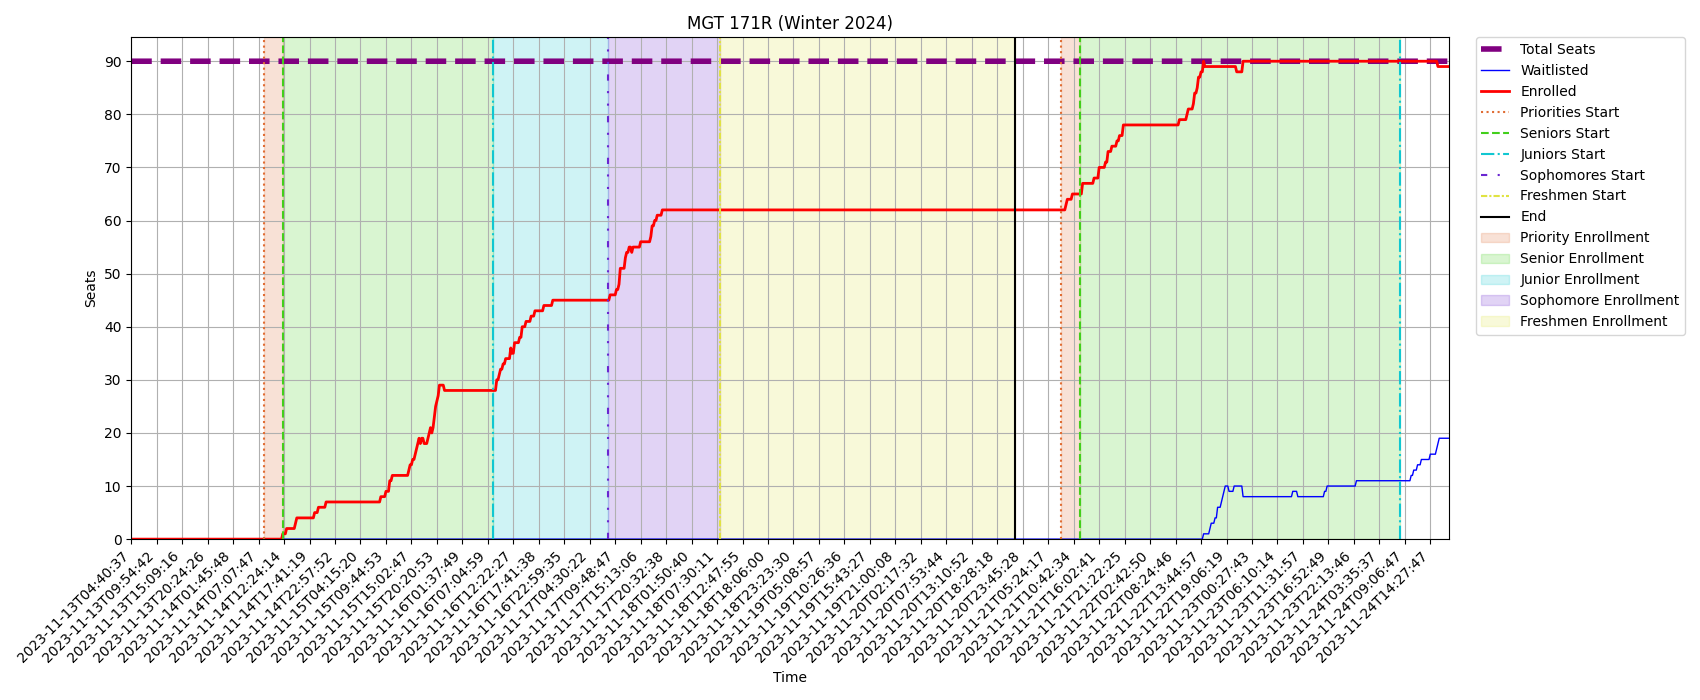 MGT 171R (Winter 2024)
Total Seats
Waitlisted
Enrolled
Priorities Start
Seniors Start
Juniors Start
Sophomores Start
Freshmen Start
End
Priority Enrollment
Senior Enrollment
Junior Enrollment
Sophomore Enrollment
Freshmen Enrollment
Seats
90
80
70
60
50
40
30
20
10
0
2023-11-13T04:40:37
2023-11-13T09:54:42
2023-11-13T15:09:16
2023-11-13T20:24:26
2023-11-14T01:45:48
2023-11-14T07:07:47
2023-11-14T12:24:14
2023-11-14T17:41:19
2023-11-14T22:57:52
2023-11-15T04:15:20
2023-11-15T09:44:53
2023-11-15T15:02:47
2023-11-15T20:20:53
2023-11-16T01:37:49
2023-11-16T07:04:59
2023-11-16T12:22:27
2023-11-16T17:41:38
2023-11-16T22:59:35
2023-11-17T04:30:22
2023-11-17T09:48:47
2023-11-17T15:13:06
2023-11-17T20:32:38
2023-11-18T01:50:40
2023-11-18T07:30:11
2023-11-18T12:47:55
2023-11-18T18:06:00
2023-11-18T23:23:30
2023-11-19T05:08:57
2023-11-19T10:26:36
2023-11-19T15:43:27
2023-11-19T21:00:08
2023-11-20T02:17:32
2023-11-20T07:53:44
2023-11-20T13:10:52
2023-11-20T18:28:18
2023-11-20T23:45:28
2023-11-21T05:24:17
2023-11-21T10:42:34
2023-11-21T16:02:41
2023-11-21T21:22:25
2023-11-22T02:42:50
2023-11-22T08:24:46
2023-11-22T13:44:57
2023-11-22T19:06:19
2023-11-23T00:27:43
2023-11-23T06:10:14
2023-11-23T11:31:57
2023-11-23T16:52:49
2023-11-23T22:13:46
2023-11-24T03:35:37
2023-11-24T09:06:47
2023-11-24T14:27:47
Time